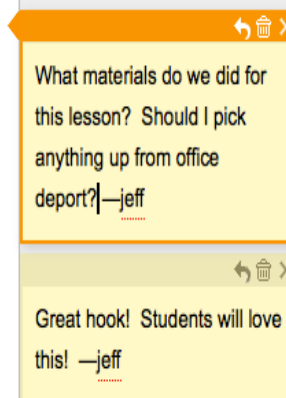 What materials do we did for
this lesson?  Should I pick
anything up from office
deport?—jeff
Great hook!  Students will love
this!  —jeff